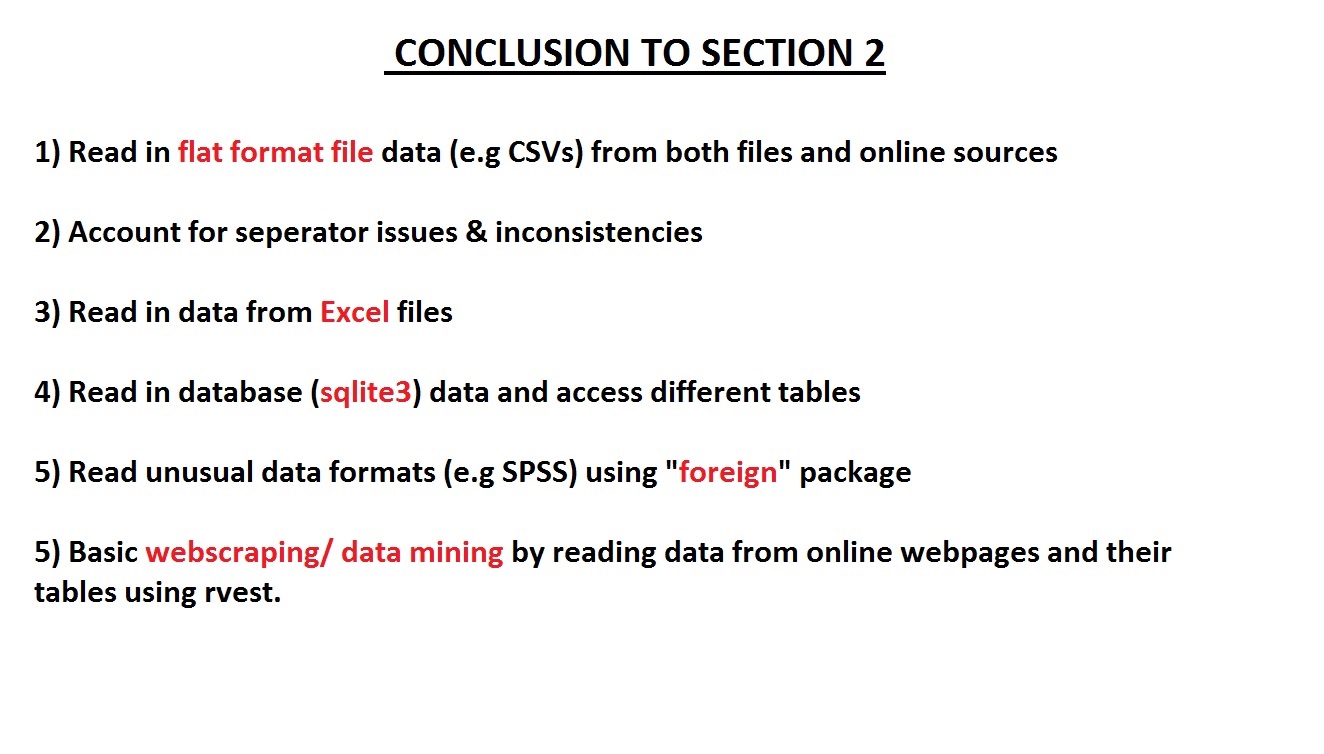 CONCLUSION TO SECTION 2
1) Read in flat format file data (e.g CSVs) from both files and online sources
2) Account for seperator issues & inconsistencies
3) Read in data from Excel files
4) Read in database (sqlite3) data and access different tables
5) Read unusual data formats (e.g SPSS) using "foreign" package
5) Basic webscraping/ data mining by reading data from online webpages and their
tables using rvest.